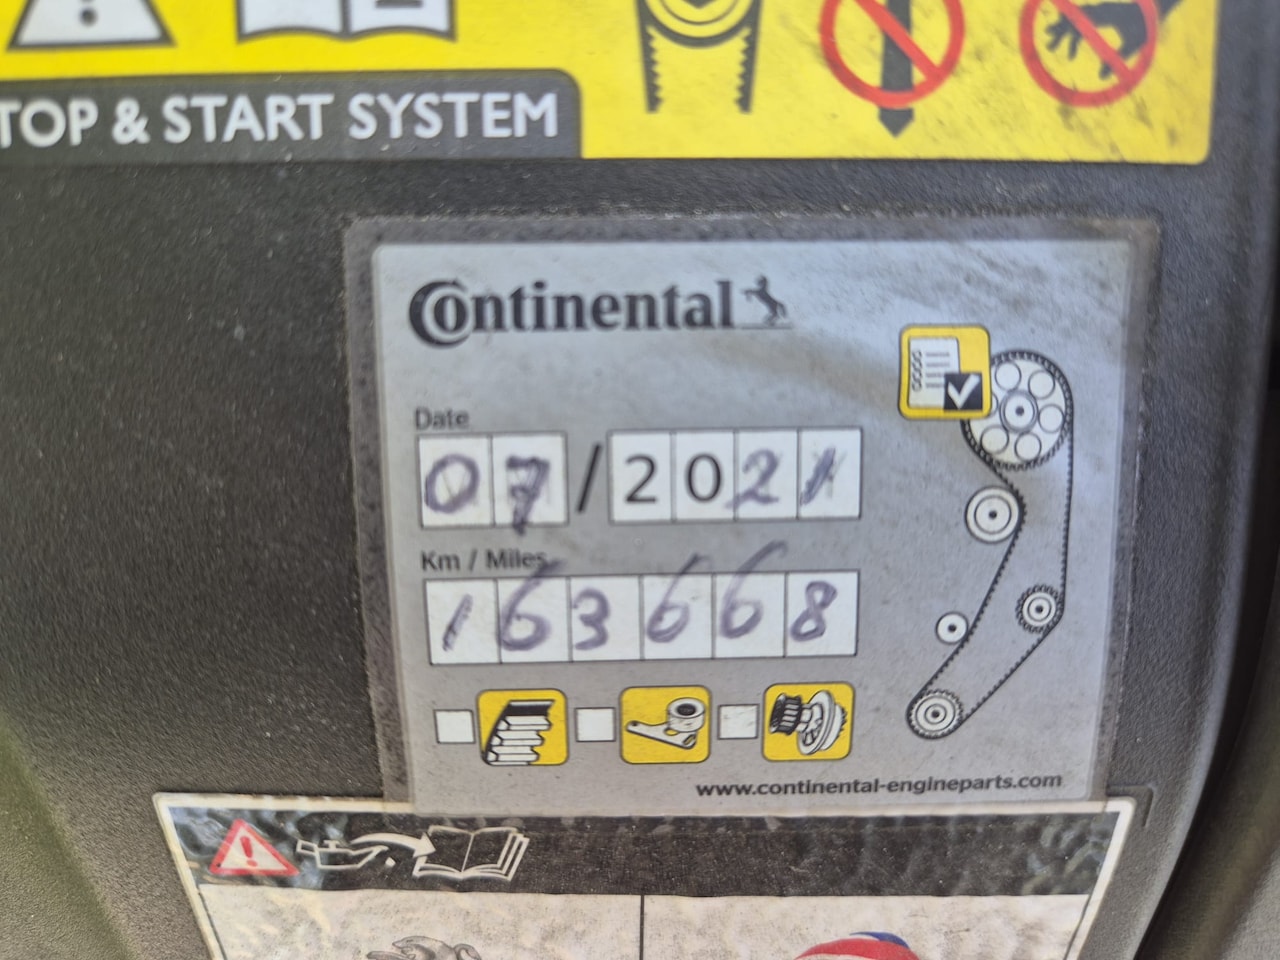 TOP & START SYSTEM
Continental
Date
07/2021
Km / Miles
163668
www.continental-engineparts.com